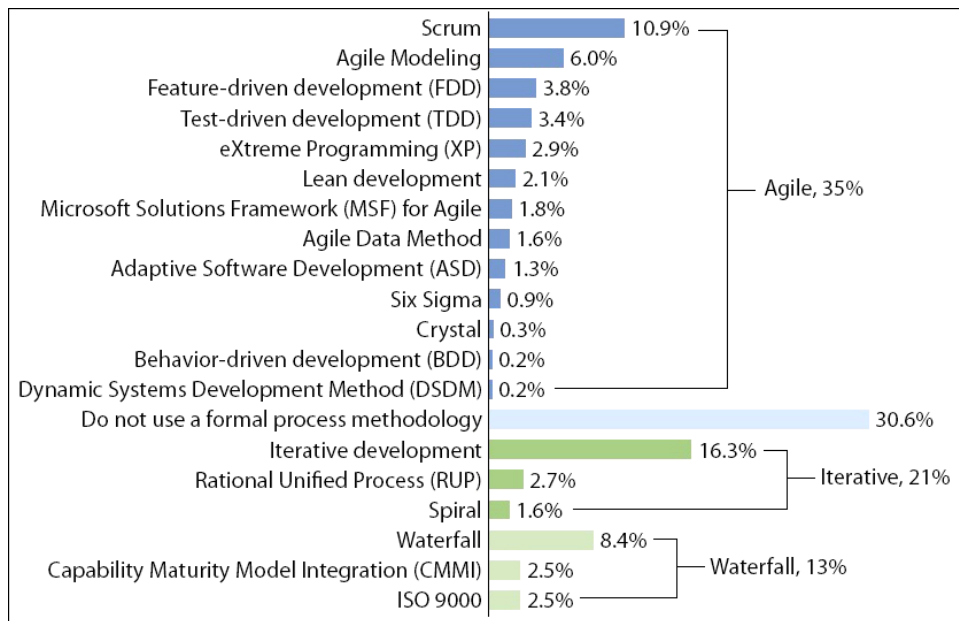 Scrum 10.9%
Agile Modeling 6.0%
Feature-driven development (FDD) 3.8%
Test-driven development (TDD) 3.4%
eXtreme Programming (XP) 2.9%
Lean development 2.1%
Microsoft Solutions Framework (MSF) for Agile 1.8%
Agile Data Method 1.6%
Adaptive Software Development (ASD) 1.3%
Six Sigma 0.9%
Crystal 0.3%
Behavior-driven development (BDD) 0.2%
Dynamic Systems Development Method (DSDM) 0.2%
Agile, 35%
Do not use a formal process methodology 30.6%
Iterative development 16.3%
Rational Unified Process (RUP) 2.7%
Spiral 1.6%
Iterative, 21%
Waterfall 8.4%
Capability Maturity Model Integration (CMMI) 2.5%
ISO 9000 2.5%
Waterfall, 13%